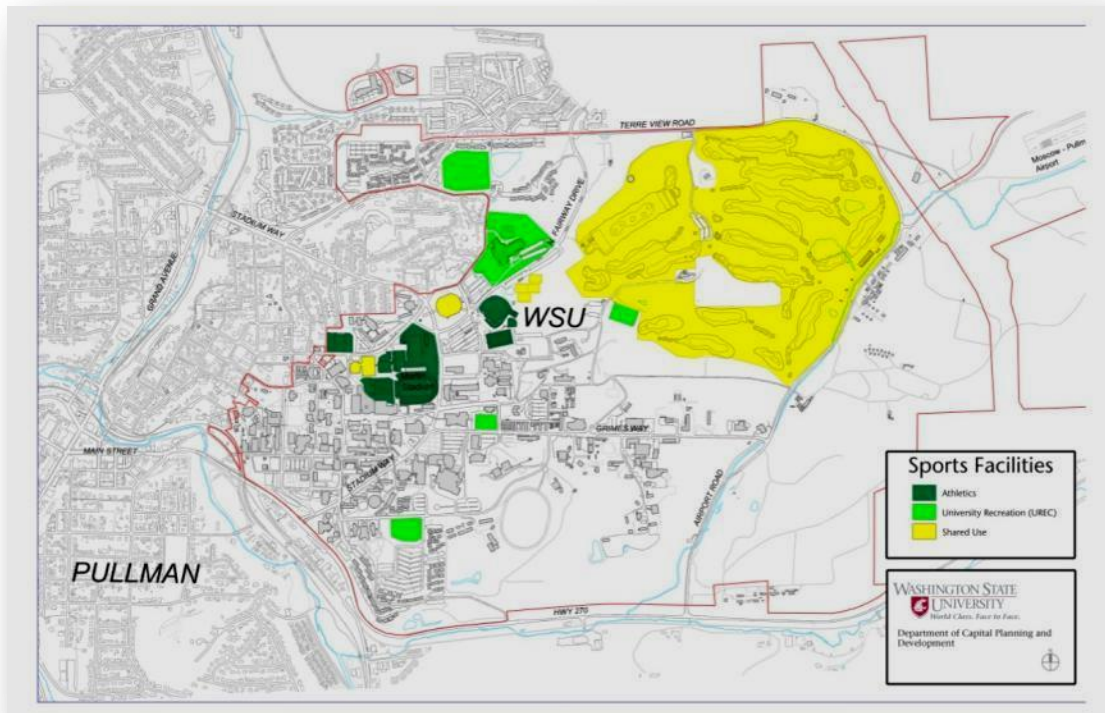 TERRE VIEW ROAD
Moscow - Pullm
Airport
FAIRWAY DRIVE
STADIUM WAY
GRAND AVENUE
WSU
MAIN STREET
GRIMES WAY
STADIUM WAY
AIRPORT ROAD
PULLMAN
HWY 270
Sports Facilities
Athletics
University Recreation (UREC)
Shared Use
WASHINGTON STATE
UNIVERSITY
World Class. Face to Face.
Department of Capital Planning and
Development